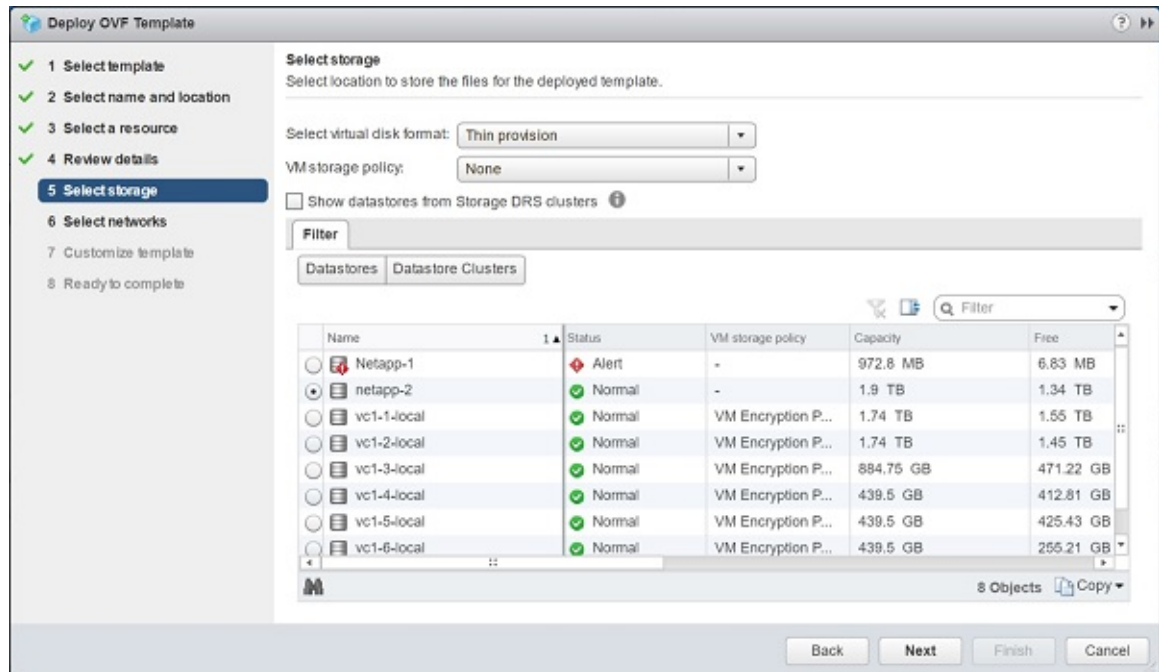 Deploy OVF Template
1 Select template
2 Select name and location
3 Select a resource
4 Review details
5 Select storage
6 Select networks
7 Customize template
8 Ready to complete
Select storage
Select location to store the files for the deployed template.
Select virtual disk format: Thin provision
VM storage policy: None
Show datastores from Storage DRS clusters
Filter
Datastores Datastore Clusters
Filter
Name 1 Status VM storage policy Capacity Free
Netapp-1 Alert - 972.8 MB 6.83 MB
netapp-2 Normal - 1.9 TB 1.34 TB
vc1-1-local Normal VM Encryption P... 1.74 TB 1.55 TB
vc1-2-local Normal VM Encryption P... 1.74 TB 1.45 TB
vc1-3-local Normal VM Encryption P... 884.75 GB 471.22 GB
vc1-4-local Normal VM Encryption P... 439.5 GB 412.81 GB
vc1-5-local Normal VM Encryption P... 439.5 GB 425.43 GB
vc1-6-local Normal VM Encryption P... 439.5 GB 255.21 GB
8 Objects Copy
Back Next Finish Cancel